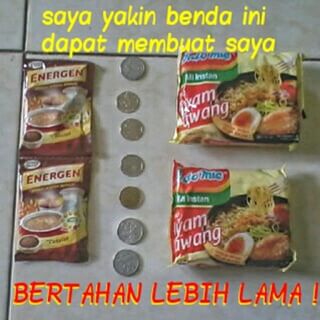 saya yakin benda ini
dapat membuat saya
ENERGEN
Indomie
Mi Instan
Ayam
Bawang
ENERGEN
Cokelat
Indomie
Mi Instan
Ayam
Bawang
BERTAHAN LEBIH LAMA !